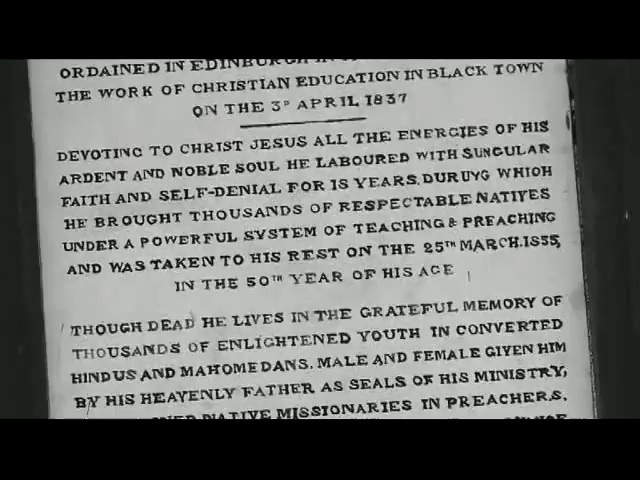 ORDAINED IN EDINBURGH IN
THE WORK OF CHRISTIAN EDUCATION IN BLACK TOWN
ON THE 3D APRIL 1837
DEVOTING TO CHRIST JESUS ALL THE ENERGIES OF HIS
ARDENT AND NOBLE SOUL HE LABOURED WITH SUNGULAR
FAITH AND SELF-DENIAL FOR 18 YEARS, DURUVG WHIOH
HE BROUGHT THOUSANDS OF RESPECTABLE NATIVES
UNDER A POWERFUL SYSTEM OF TEACHING & PREACHING
AND WAS TAKEN TO HIS REST ON THE 25TH MARCH.1855,
IN THE 50TH YEAR OF HIS AGE
THOUGH DEAD HE LIVES IN THE GRATEFUL MEMORY OF
THOUSANDS OF ENLIGHTENED YOUTH IN CONVERTED
HINDUS AND MAHOMEDANS. MALE AND FEMALE GIVEN HIM
BY HIS HEAVENLY FATHER AS SEALS OF HIS MINISTRY,
NATIVE MISSIONARIES IN PREACHERS.